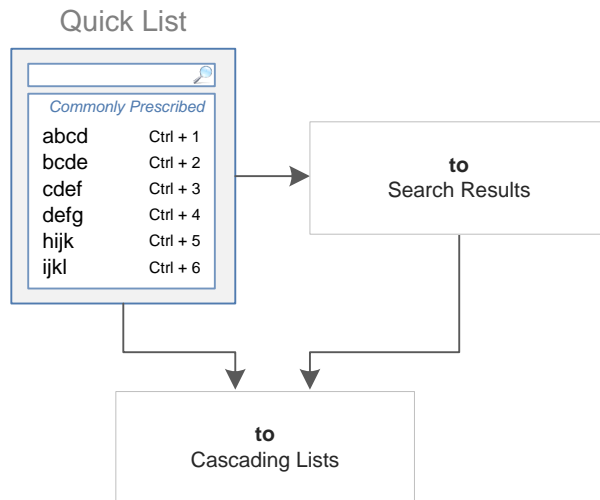 Quick List
Commonly Prescribed
abcd Ctrl + 1
bcde Ctrl + 2
cdef Ctrl + 3
defg Ctrl + 4
hijk Ctrl + 5
ijkl Ctrl + 6
to
Search Results
to
Cascading Lists